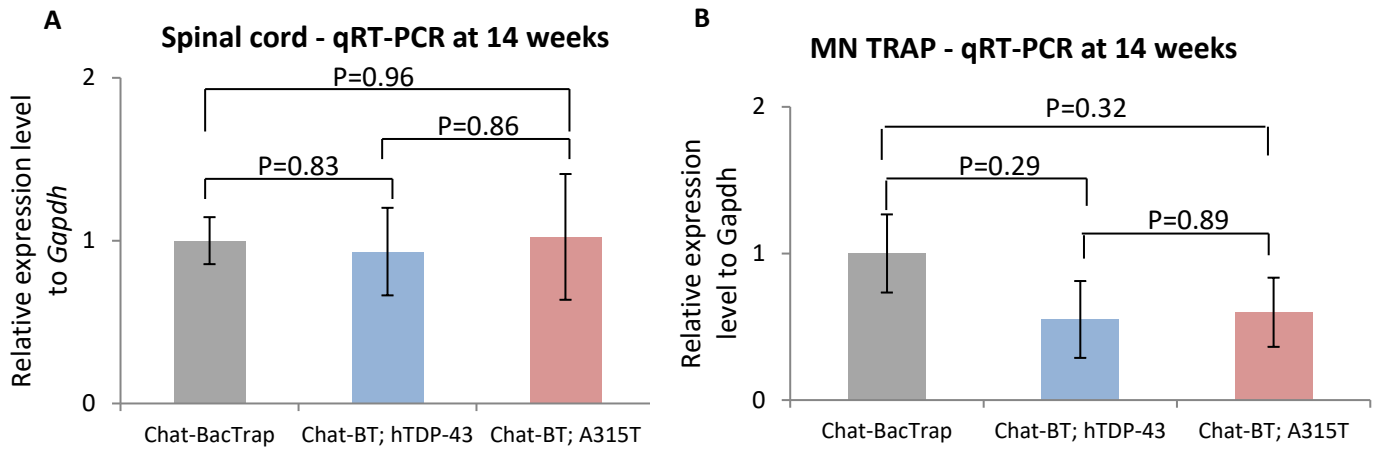 A
Spinal cord - qRT-PCR at 14 weeks
Relative expression level
to Gapdh
2
1
0
P=0.96
P=0.86
P=0.83
Chat-BacTrap
Chat-BT; hTDP-43
Chat-BT; A315T
B
MN TRAP - qRT-PCR at 14 weeks
Relative expression
level to Gapdh
2
1
0
P=0.32
P=0.29
P=0.89
Chat-BacTrap
Chat-BT; hTDP-43
Chat-BT; A315T